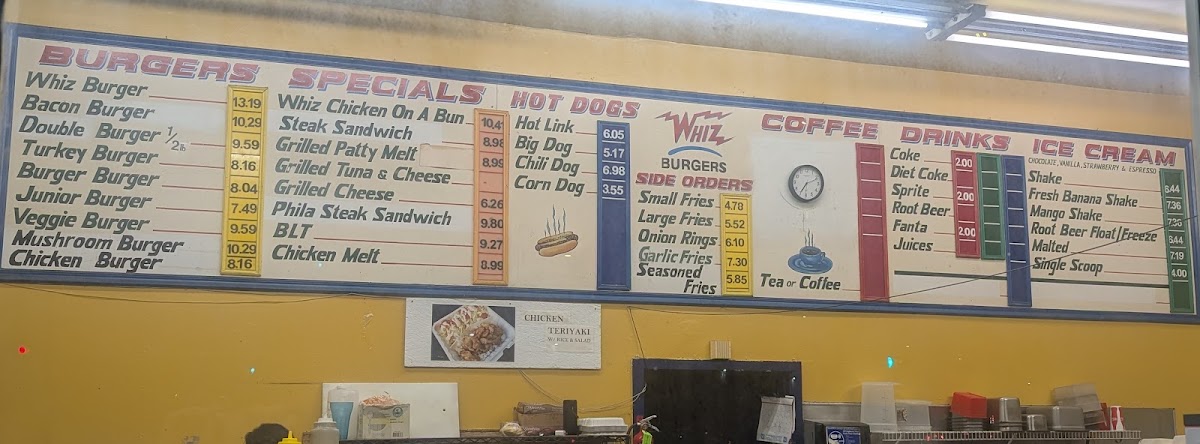 BURGERS
Whiz Burger 13.19
Bacon Burger 10.29
Double Burger 1/2 lb 9.59
Turkey Burger 8.16
Burger Burger 8.04
Junior Burger 7.49
Veggie Burger 9.59
Mushroom Burger 10.29
Chicken Burger 8.16
SPECIALS
Whiz Chicken On A Bun 10.41
Steak Sandwich 8.98
Grilled Patty Melt 8.99
Grilled Tuna & Cheese
Grilled Cheese 6.26
Phila Steak Sandwich 9.80
BLT 9.27
Chicken Melt 8.99
HOT DOGS
Hot Link 6.05
Big Dog 5.17
Chili Dog 6.98
Corn Dog 3.55
WHIZ
BURGERS
SIDE ORDERS
Small Fries 4.78
Large Fries 5.52
Onion Rings 6.10
Garlic Fries 7.30
Seasoned
Fries 5.85
COFFEE
Tea or Coffee
DRINKS
Coke 2.00
Diet Coke
Sprite 2.00
Root Beer
Fanta 2.00
Juices
ICE CREAM
CHOCOLATE, VANILLA, STRAWBERRY & ESPRESSO
Shake 6.44
Fresh Banana Shake 7.36
Mango Shake 7.36
Root Beer Float/Freeze 6.44
Malted 7.19
Single Scoop 4.00
CHICKEN
TERIYAKI
W/ RICE & SALAD